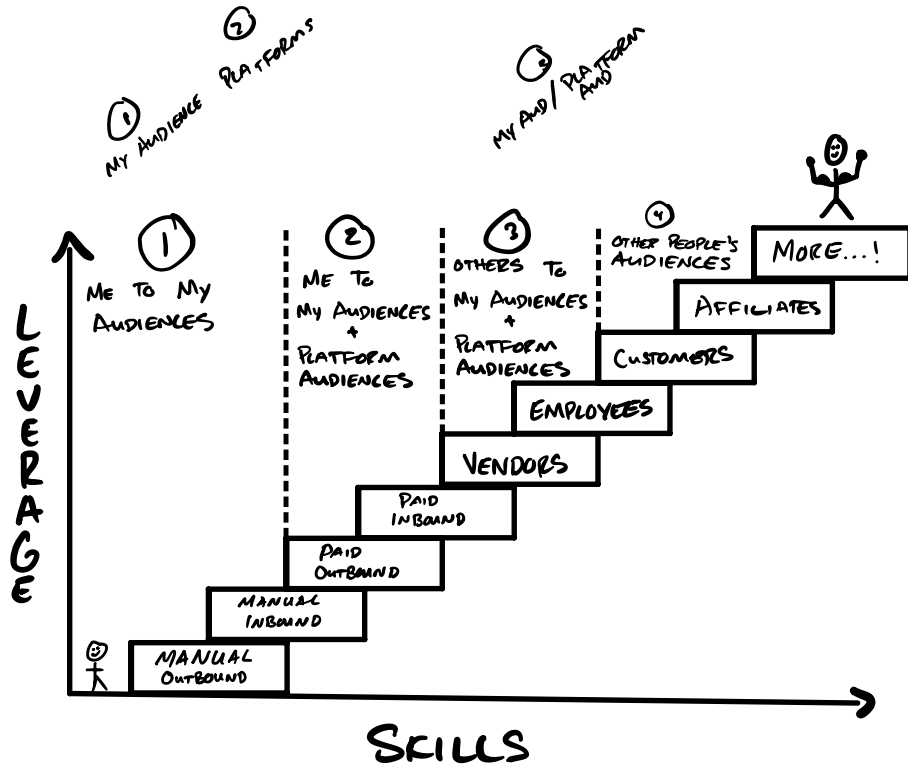 2
PLATFORMS
1
MY AUDIENCE
3
MY AUD/PLATFORM
AUD
1
ME TO MY
AUDIENCES
2
ME TO
MY AUDIENCES
+
PLATFORM
AUDIENCES
3
OTHERS TO
MY AUDIENCES
+
PLATFORM
AUDIENCES
4
OTHER PEOPLE'S
AUDIENCES
MORE...!
AFFILIATES
CUSTOMERS
EMPLOYEES
VENDORS
PAID
INBOUND
PAID
OUTBOUND
MANUAL
INBOUND
MANUAL
OUTBOUND
LEVERAGE
SKILLS